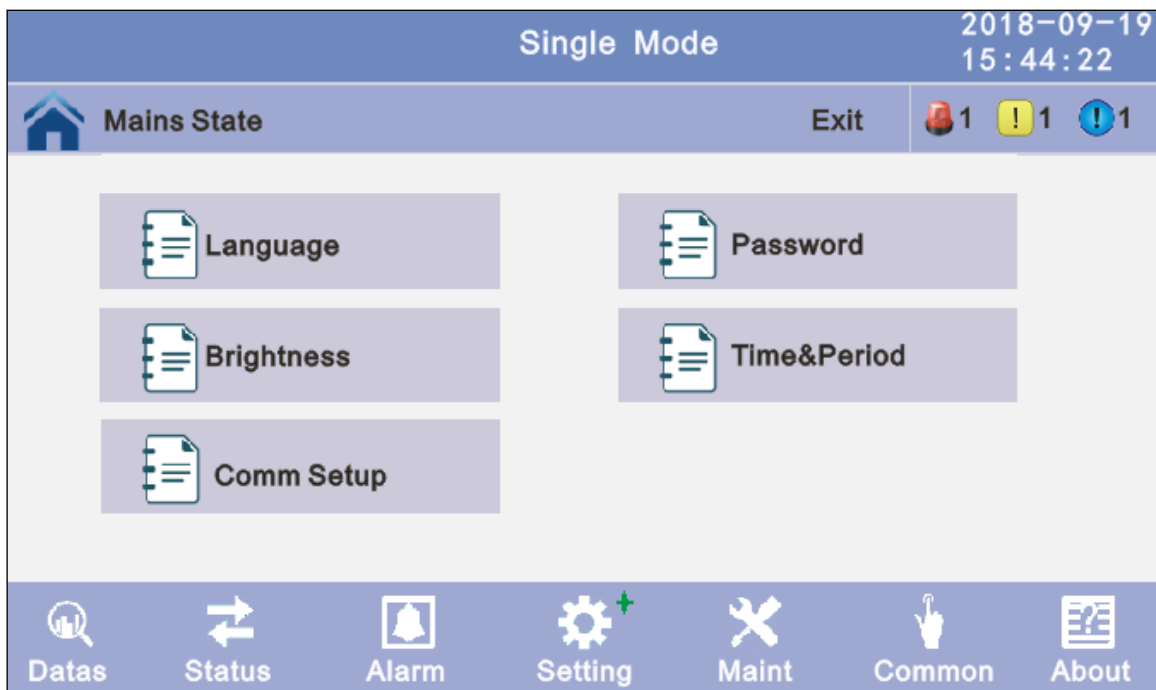 Single Mode
2018-09-19
15:44:22
Mains State
Exit
1
! 1
! 1
Language
Password
Brightness
Time&Period
Comm Setup
Datas
Status
Alarm
Setting
Maint
Common
About